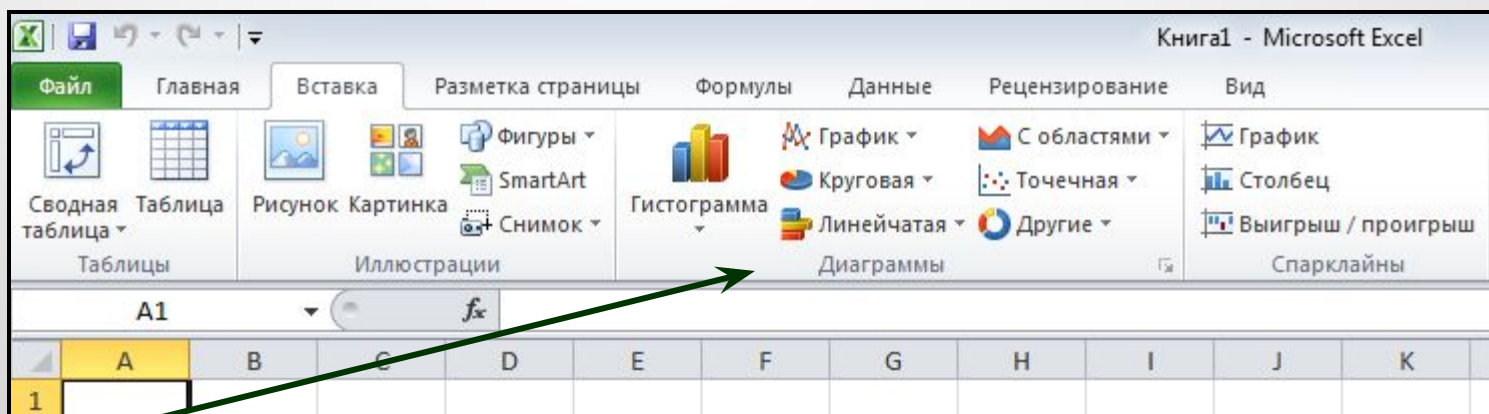 Книга1 - Microsoft Excel
Файл Главная Вставка Разметка страницы Формулы Данные Рецензирование Вид
Сводная таблица Таблица Рисунок Картинка Фигуры SmartArt Снимок Гистограмма График Круговая Линейчатая С областями Точечная Другие График Столбец Выигрыш / проигрыш
Таблицы Иллюстрации Диаграммы Спарклайны
A1 fx
A B C D E F G H I J K
1